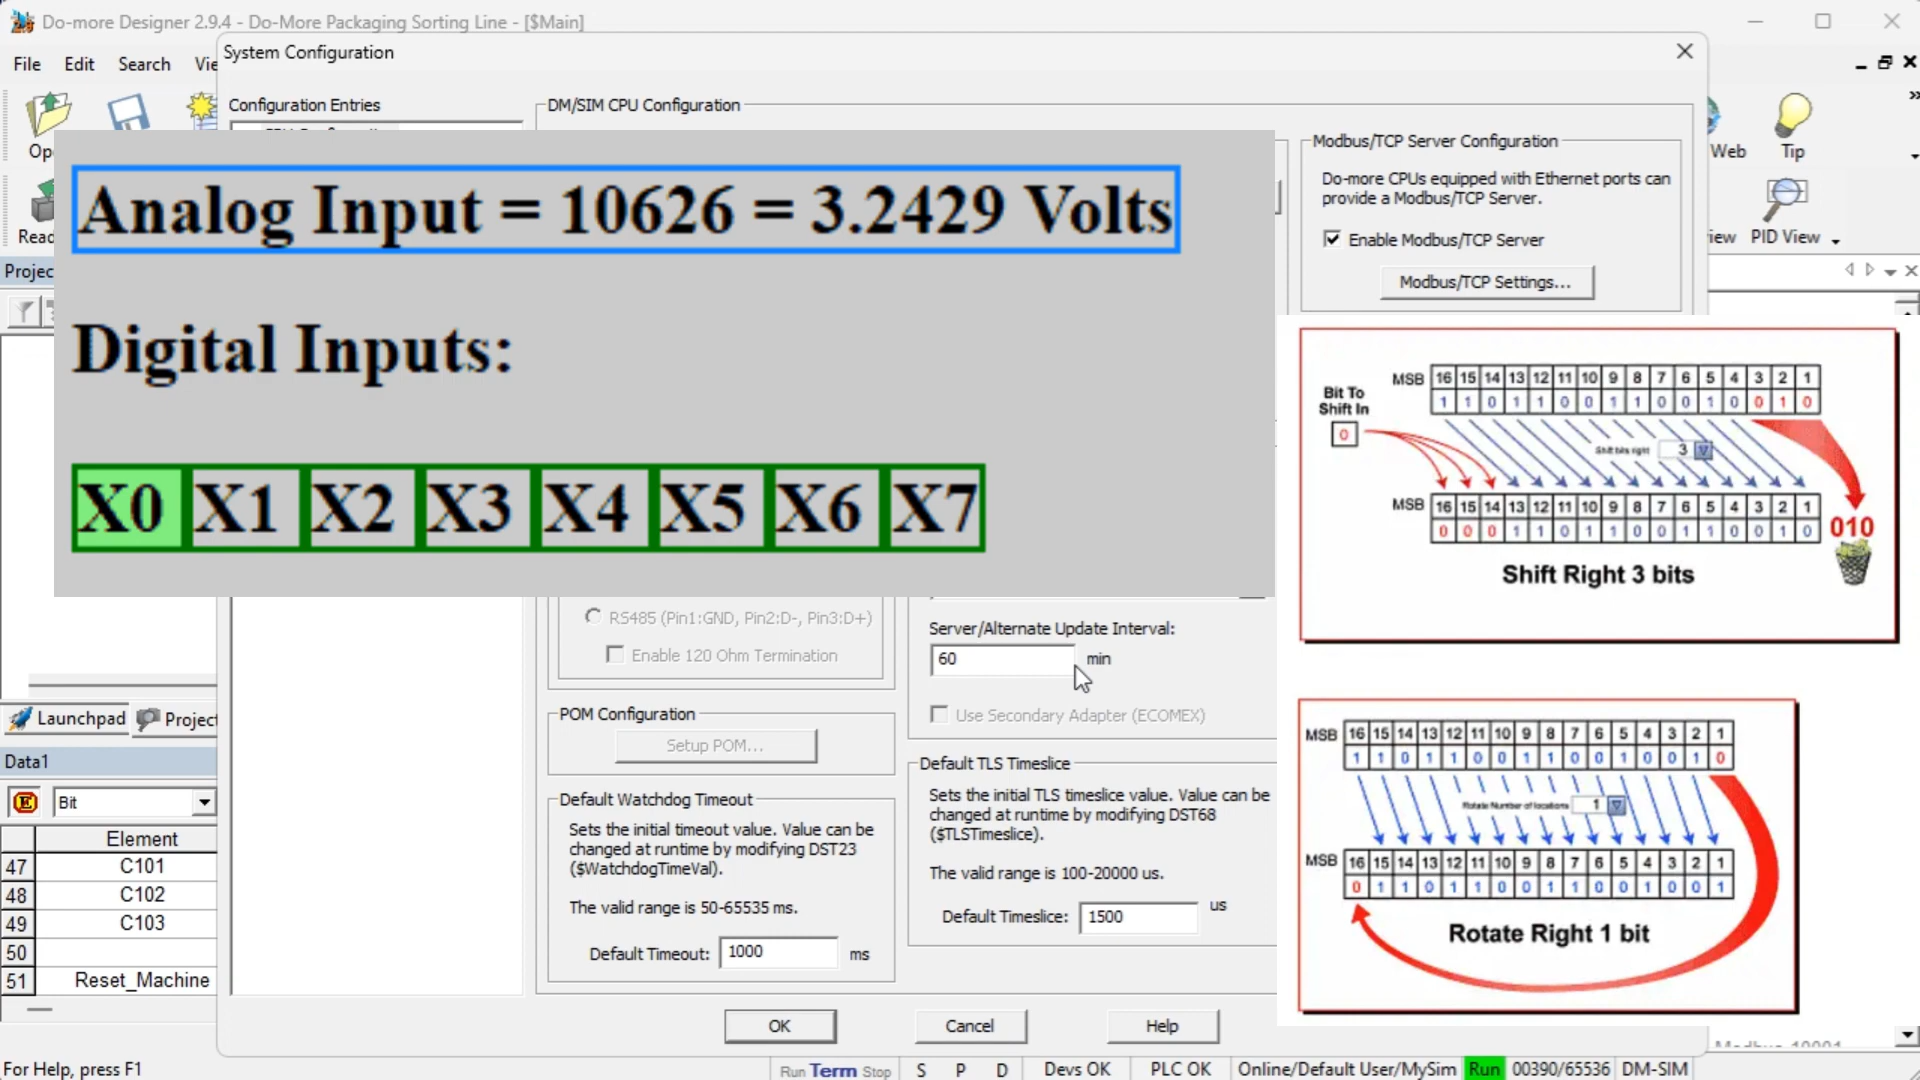 Do-more Designer 2.9.4 - Do-More Packaging Sorting Line - [$Main]
File Edit Search
System Configuration
Configuration Entries
DM/SIM CPU Configuration
Modbus/TCP Server Configuration
Do-more CPUs equipped with Ethernet ports can
provide a Modbus/TCP Server.
Enable Modbus/TCP Server
Modbus/TCP Settings...
Web Tip
PID View
Analog Input = 10626 = 3.2429 Volts
Digital Inputs:
X0 X1 X2 X3 X4 X5 X6 X7
Bit To
Shift In
0
MSB 16 15 14 13 12 11 10 9 8 7 6 5 4 3 2 1
1 1 0 1 1 0 0 1 1 0 0 1 0 0 1 0
Shift bits right 3
MSB 16 15 14 13 12 11 10 9 8 7 6 5 4 3 2 1
0 0 0 1 1 0 1 1 0 0 1 1 0 0 1 0
010
Shift Right 3 bits
RS485 (Pin1:GND, Pin2:D-, Pin3:D+)
Enable 120 Ohm Termination
Server/Alternate Update Interval:
60 min
Use Secondary Adapter (ECOMEX)
POM Configuration
Setup POM...
Default Watchdog Timeout
Sets the initial timeout value. Value can be
changed at runtime by modifying DST23
($WatchdogTimeVal).
The valid range is 50-65535 ms.
Default Timeout: 1000 ms
Default TLS Timeslice
Sets the initial TLS timeslice value. Value can be
changed at runtime by modifying DST68
($TLSTimeslice).
The valid range is 100-20000 us.
Default Timeslice: 1500 us
MSB 16 15 14 13 12 11 10 9 8 7 6 5 4 3 2 1
1 1 0 1 1 0 0 1 1 0 0 1 0 0 1 0
Rotate Number of locations 1
MSB 16 15 14 13 12 11 10 9 8 7 6 5 4 3 2 1
0 1 1 0 1 1 0 0 1 1 0 0 1 0 0 1
Rotate Right 1 bit
Launchpad
Data1
Bit
Element
47 C101
48 C102
49 C103
50
51 Reset_Machine
OK Cancel Help
For Help, press F1
Run Term Stop S P D Devs OK PLC OK Online/Default User/MySim Run 00390/65536 DM-SIM